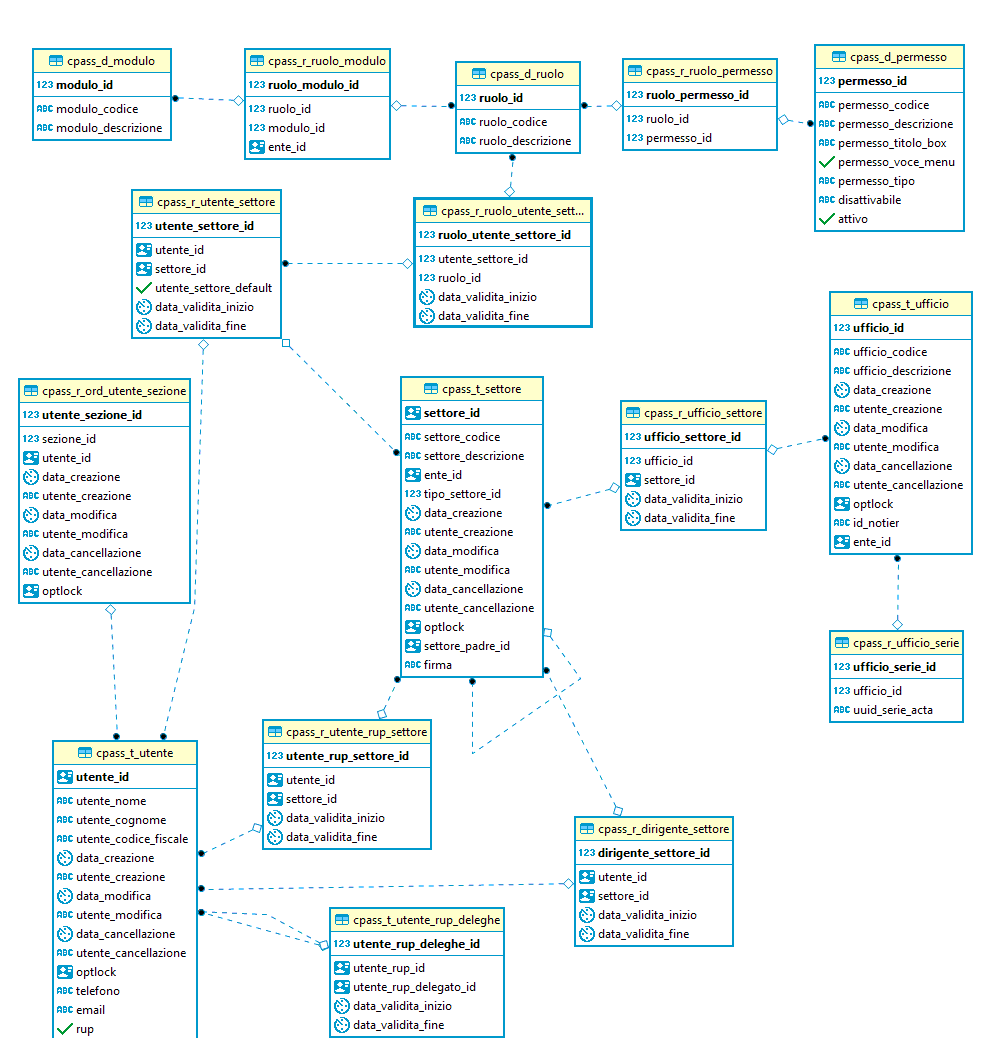 cpass_d_modulo
123 modulo_id
ABC modulo_codice
ABC modulo_descrizione
cpass_r_ruolo_modulo
123 ruolo_modulo_id
123 ruolo_id
123 modulo_id
ente_id
cpass_d_ruolo
123 ruolo_id
ABC ruolo_codice
ABC ruolo_descrizione
cpass_r_ruolo_permesso
123 ruolo_permesso_id
123 ruolo_id
123 permesso_id
cpass_d_permesso
123 permesso_id
ABC permesso_codice
ABC permesso_descrizione
ABC permesso_titolo_box
permesso_voce_menu
ABC permesso_tipo
ABC disattivabile
attivo
cpass_r_utente_settore
123 utente_settore_id
utente_id
settore_id
utente_settore_default
data_validita_inizio
data_validita_fine
cpass_r_ruolo_utente_sett...
123 ruolo_utente_settore_id
123 utente_settore_id
123 ruolo_id
data_validita_inizio
data_validita_fine
cpass_t_ufficio
123 ufficio_id
ABC ufficio_codice
ABC ufficio_descrizione
data_creazione
ABC utente_creazione
data_modifica
ABC utente_modifica
data_cancellazione
ABC utente_cancellazione
optlock
ABC id_notier
ente_id
cpass_r_ord_utente_sezione
123 utente_sezione_id
123 sezione_id
utente_id
data_creazione
ABC utente_creazione
data_modifica
ABC utente_modifica
data_cancellazione
ABC utente_cancellazione
optlock
cpass_t_settore
settore_id
ABC settore_codice
ABC settore_descrizione
ente_id
123 tipo_settore_id
data_creazione
ABC utente_creazione
data_modifica
ABC utente_modifica
data_cancellazione
ABC utente_cancellazione
optlock
settore_padre_id
ABC firma
cpass_r_ufficio_settore
123 ufficio_settore_id
123 ufficio_id
settore_id
data_validita_inizio
data_validita_fine
cpass_r_ufficio_serie
123 ufficio_serie_id
123 ufficio_id
ABC uuid_serie_acta
cpass_t_utente
utente_id
ABC utente_nome
ABC utente_cognome
ABC utente_codice_fiscale
data_creazione
ABC utente_creazione
data_modifica
ABC utente_modifica
data_cancellazione
ABC utente_cancellazione
optlock
ABC telefono
ABC email
rup
cpass_r_utente_rup_settore
123 utente_rup_settore_id
utente_id
settore_id
data_validita_inizio
data_validita_fine
cpass_r_dirigente_settore
123 dirigente_settore_id
utente_id
settore_id
data_validita_inizio
data_validita_fine
cpass_t_utente_rup_deleghe
123 utente_rup_deleghe_id
utente_rup_id
utente_rup_delegato_id
data_validita_inizio
data_validita_fine